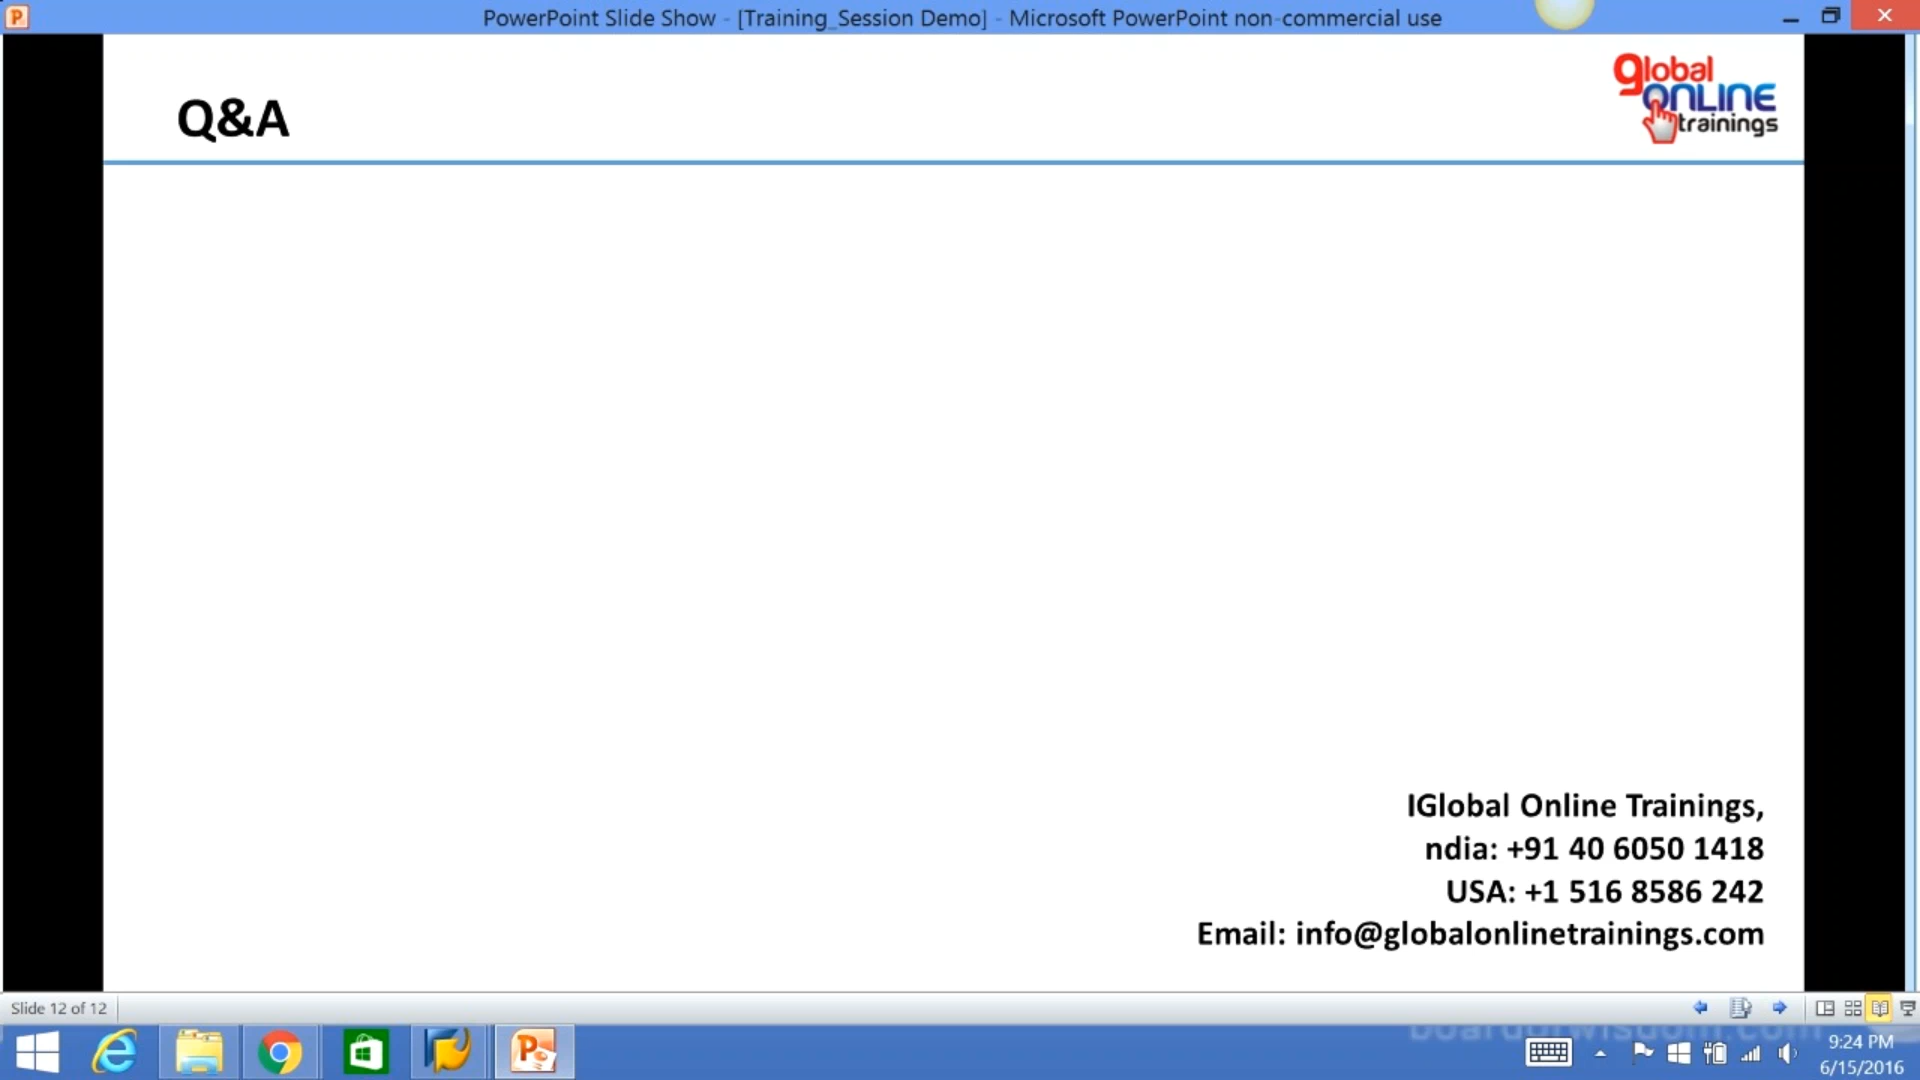 PowerPoint Slide Show - [Training_Session Demo] - Microsoft PowerPoint non-commercial use
global
ONLINE
trainings
Q&A
IGlobal Online Trainings,
ndia: +91 40 6050 1418
USA: +1 516 8586 242
Email: info@globalonlinetrainings.com
Slide 12 of 12
9:24 PM
6/15/2016